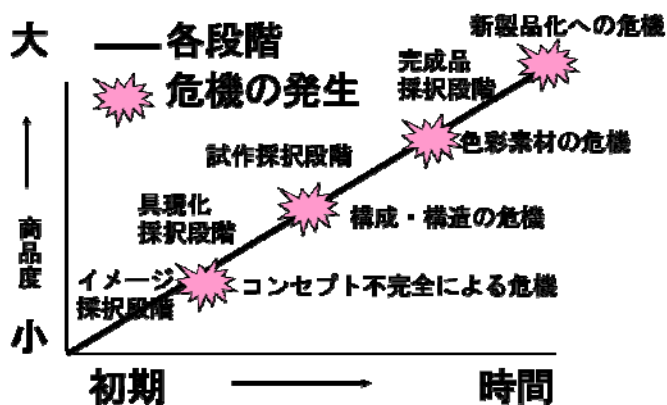 新製品化への危機
大
各段階
危機の発生
完成品
採択段階
色彩素材の危機
試作採択段階
具現化
採択段階
構成・構造の危機
商品度
イメージ
採択段階
コンセプト不完全による危機
小
初期
時間